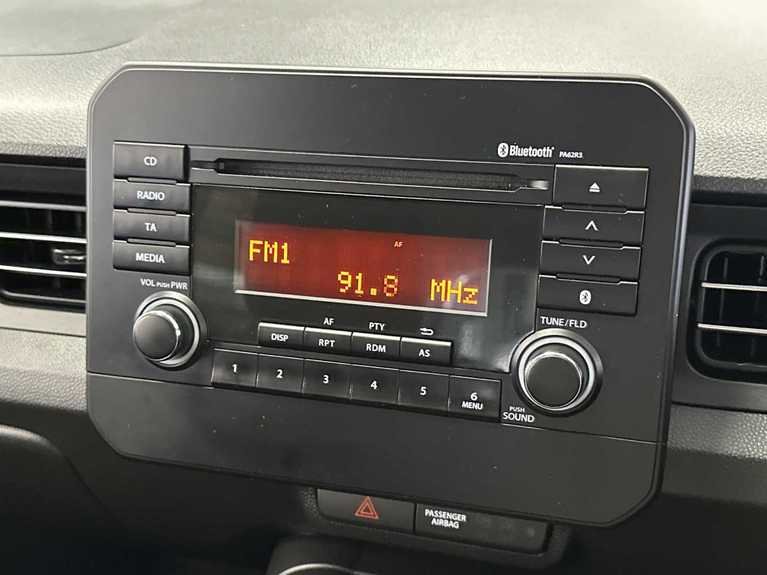 Bluetooth PA62R3
CD
RADIO
TA
MEDIA
AF
FM1
91.8 MHz
VOL PUSH PWR
TUNE/FLD
AF PTY
DISP RPT RDM AS
1 2 3 4 5 6
MENU
PUSH
SOUND
PASSENGER
AIRBAG